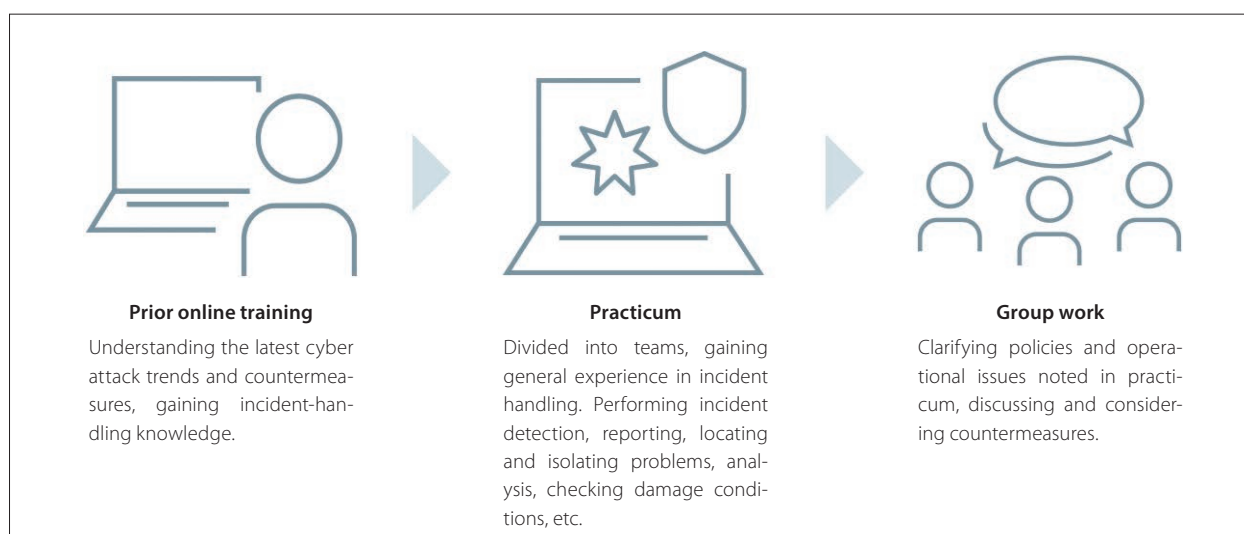 Prior online training
Understanding the latest cyber
attack trends and countermea-
sures, gaining incident-han-
dling knowledge.
Practicum
Divided into teams, gaining
general experience in incident
handling. Performing incident
detection, reporting, locating
and isolating problems, anal-
ysis, checking damage condi-
tions, etc.
Group work
Clarifying policies and opera-
tional issues noted in practi-
cum, discussing and consider-
ing countermeasures.